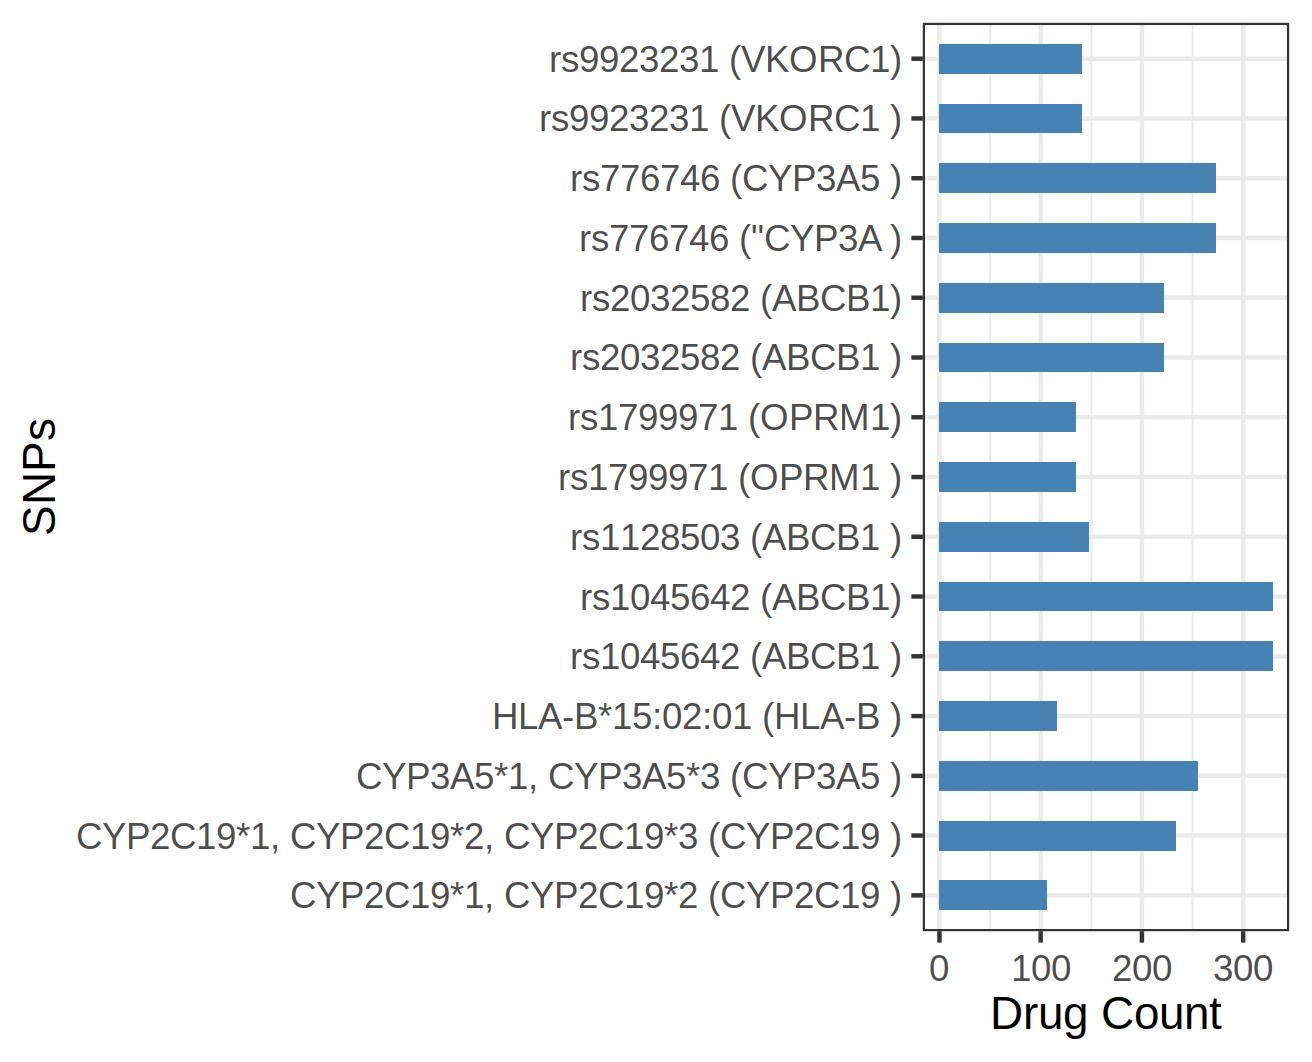 rs9923231 (VKORC1)
rs9923231 (VKORC1 )
rs776746 (CYP3A5 )
rs776746 ("CYP3A )
rs2032582 (ABCB1)
rs2032582 (ABCB1 )
rs1799971 (OPRM1)
rs1799971 (OPRM1 )
rs1128503 (ABCB1 )
rs1045642 (ABCB1)
rs1045642 (ABCB1 )
HLA-B*15:02:01 (HLA-B )
CYP3A5*1, CYP3A5*3 (CYP3A5 )
CYP2C19*1, CYP2C19*2, CYP2C19*3 (CYP2C19 )
CYP2C19*1, CYP2C19*2 (CYP2C19 )
SNPs
0 100 200 300
Drug Count